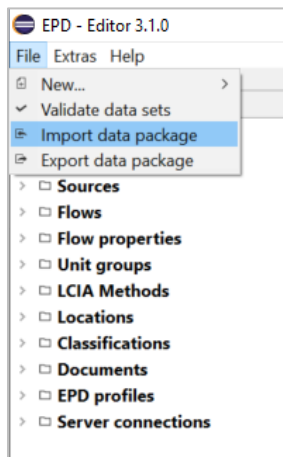 EPD - Editor 3.1.0
File Extras Help
New...
Validate data sets
Import data package
Export data package
Sources
Flows
Flow properties
Unit groups
LCIA Methods
Locations
Classifications
Documents
EPD profiles
Server connections